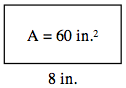 A = 60 in.²
8 in.